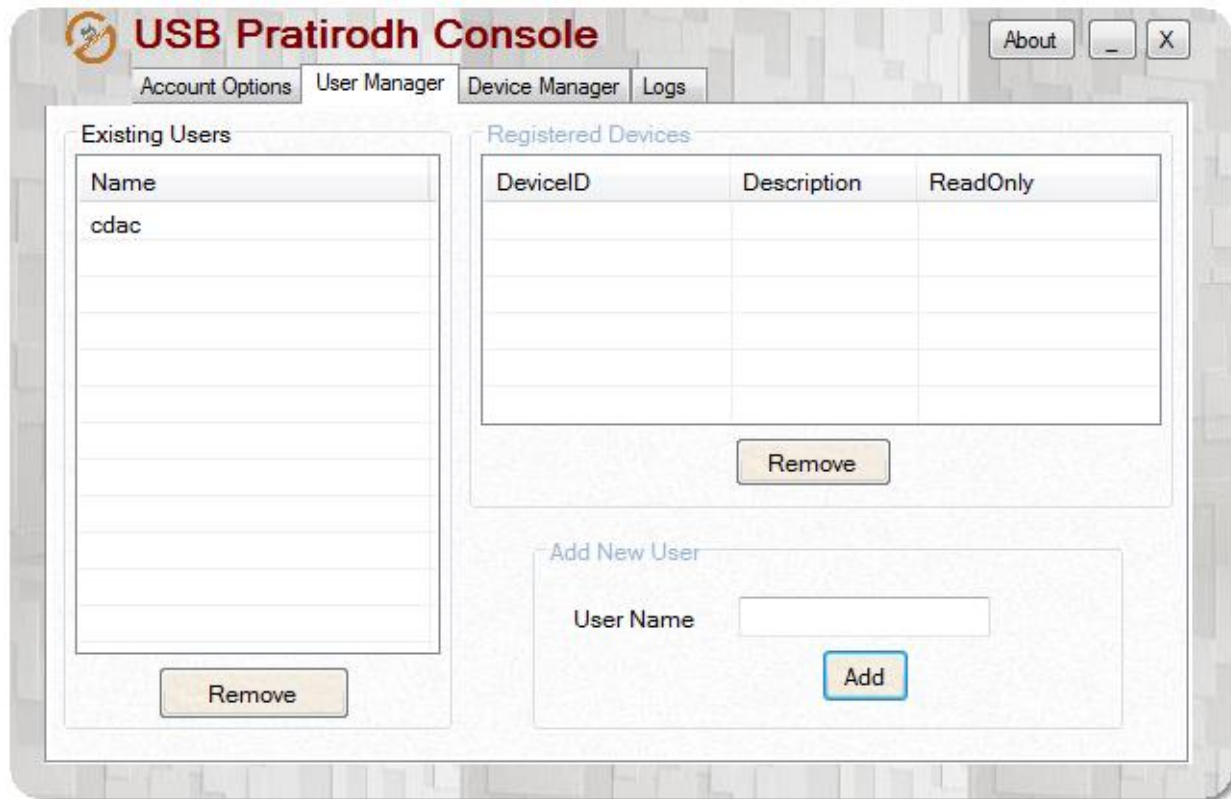 USB Pratirodh Console
About _ X
Account Options User Manager Device Manager Logs
Existing Users
Name
cdac
Remove
Registered Devices
DeviceID Description ReadOnly
Remove
Add New User
User Name
Add